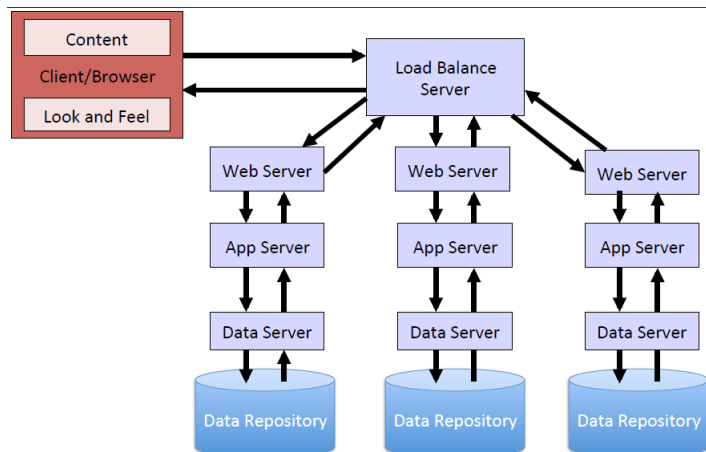 Content
Client/Browser
Look and Feel
Load Balance
Server
Web Server
Web Server
Web Server
App Server
App Server
App Server
Data Server
Data Server
Data Server
Data Repository
Data Repository
Data Repository